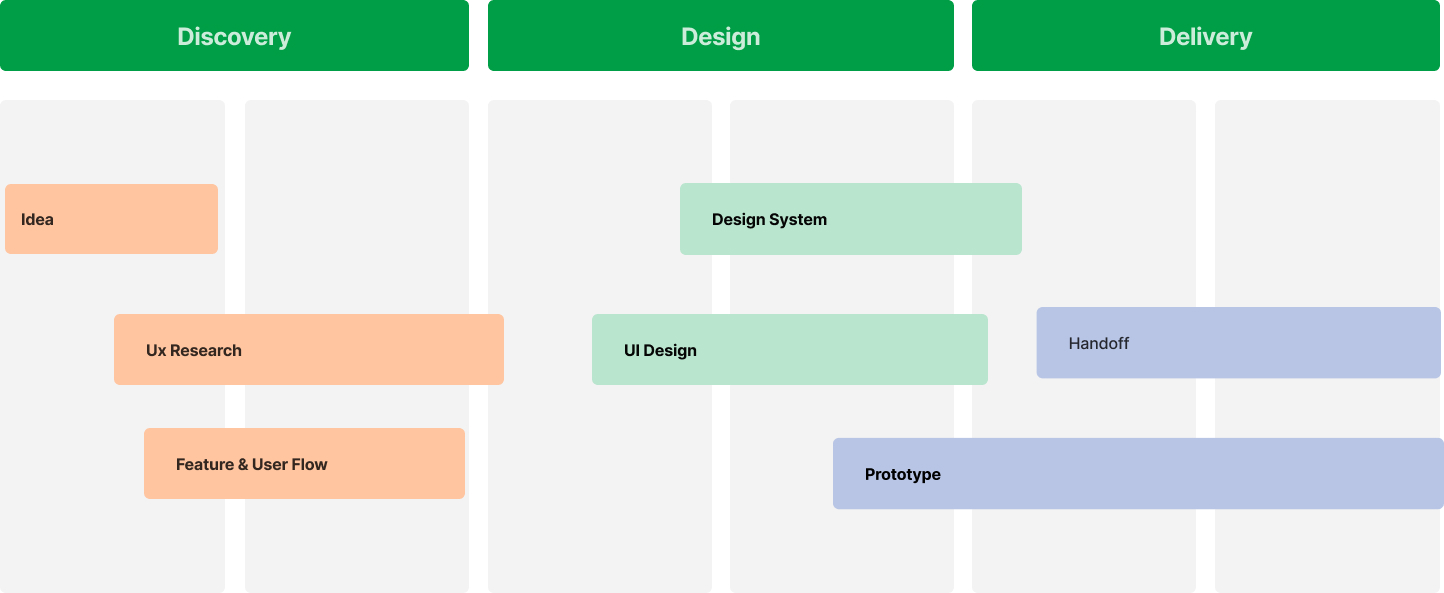 Discovery
Design
Delivery
Idea
Design System
Handoff
Ux Research
UI Design
Feature & User Flow
Prototype